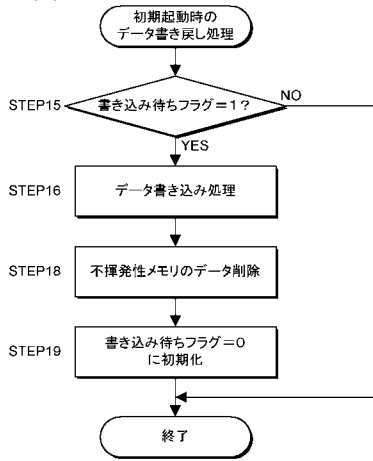 初期起動時の
データ書き戻し処理
STEP15
書き込み待ちフラグ=1?
NO
YES
STEP16
データ書き込み処理
STEP18
不揮発性メモリのデータ削除
STEP19
書き込み待ちフラグ=0
に初期化
終了